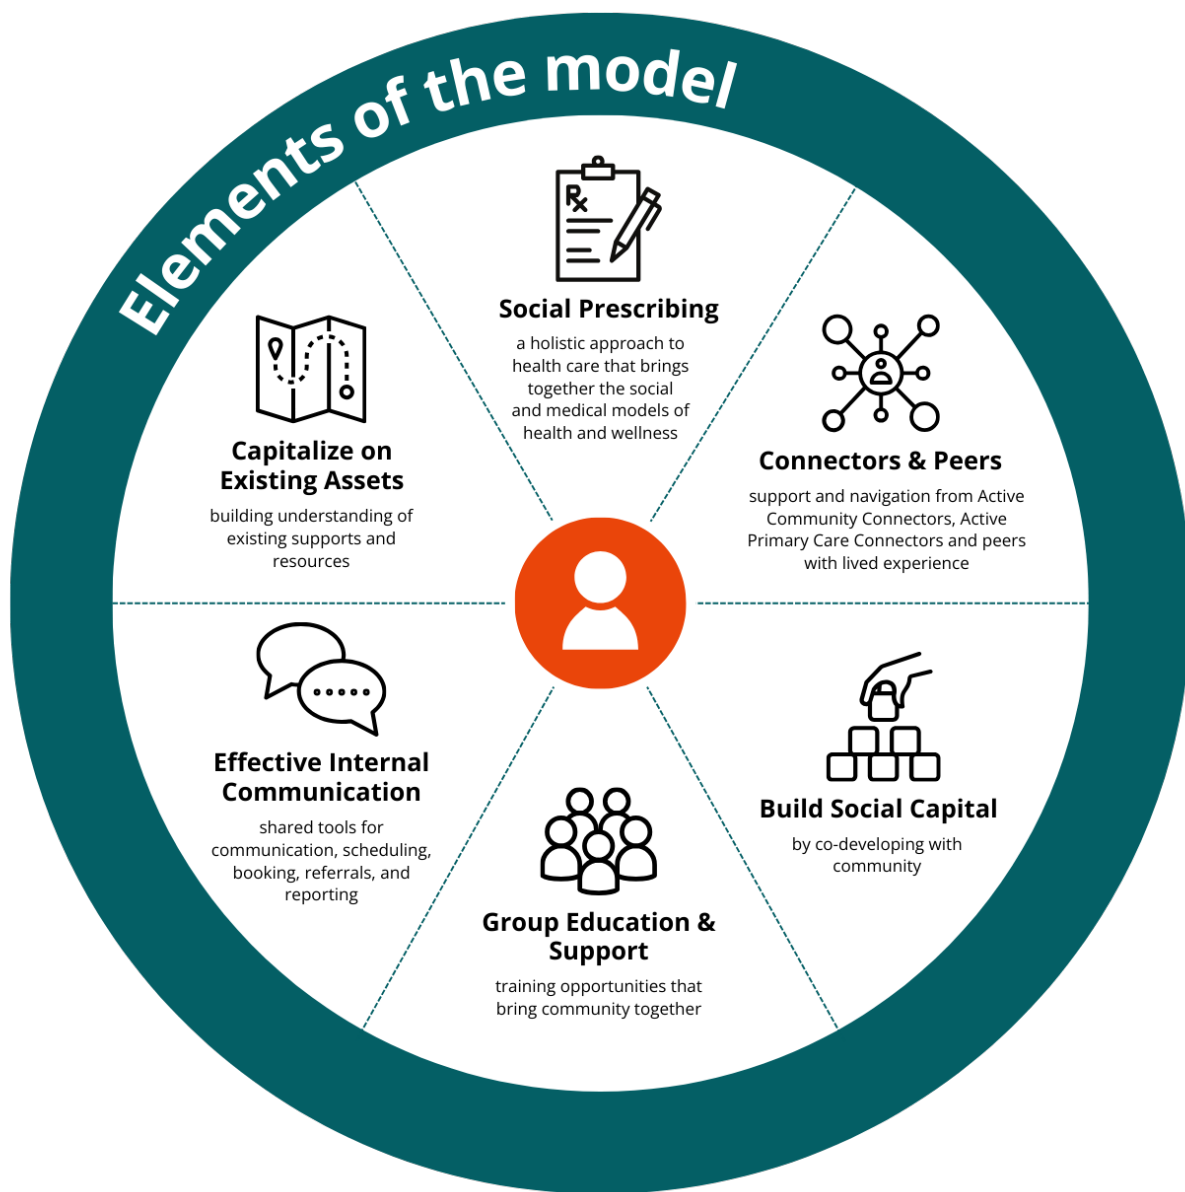 Elements of the model
Rx
Social Prescribing
a holistic approach to
health care that brings
together the social
and medical models of
health and wellness
Connectors & Peers
support and navigation from Active
Community Connectors, Active
Primary Care Connectors and peers
with lived experience
Build Social Capital
by co-developing with
community
Group Education &
Support
training opportunities that
bring community together
Effective Internal
Communication
shared tools for
communication, scheduling,
booking, referrals, and
reporting
Capitalize on
Existing Assets
building understanding of
existing supports and
resources